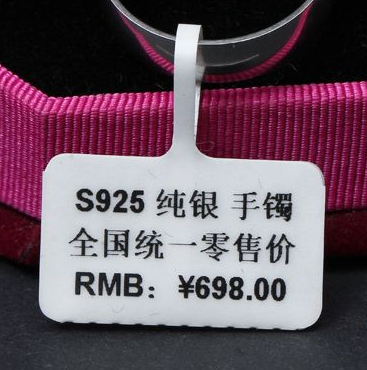 S925 纯银 手镯
全国统一零售价
RMB：¥698.00